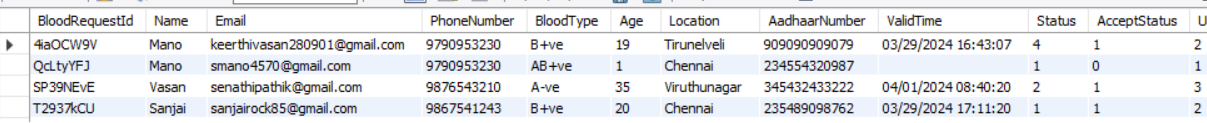 BloodRequestId Name Email PhoneNumber BloodType Age Location AadhaarNumber ValidTime Status AcceptStatus U
4iaOCW9V Mano keerthivasan280901@gmail.com 9790953230 B+ve 19 Tirunelveli 909090909079 03/29/2024 16:43:07 4 1 2
QcLtyYFJ Mano smano4570@gmail.com 9790953230 AB+ve 1 Chennai 234554320987 1 0 1
SP39NEvE Vasan senathipathik@gmail.com 9876543210 A-ve 35 Viruthunagar 345432433222 04/01/2024 08:40:20 2 1 3
T2937kCU Sanjai sanjairock85@gmail.com 9867541243 B+ve 20 Chennai 235489098762 03/29/2024 17:11:20 1 1 2